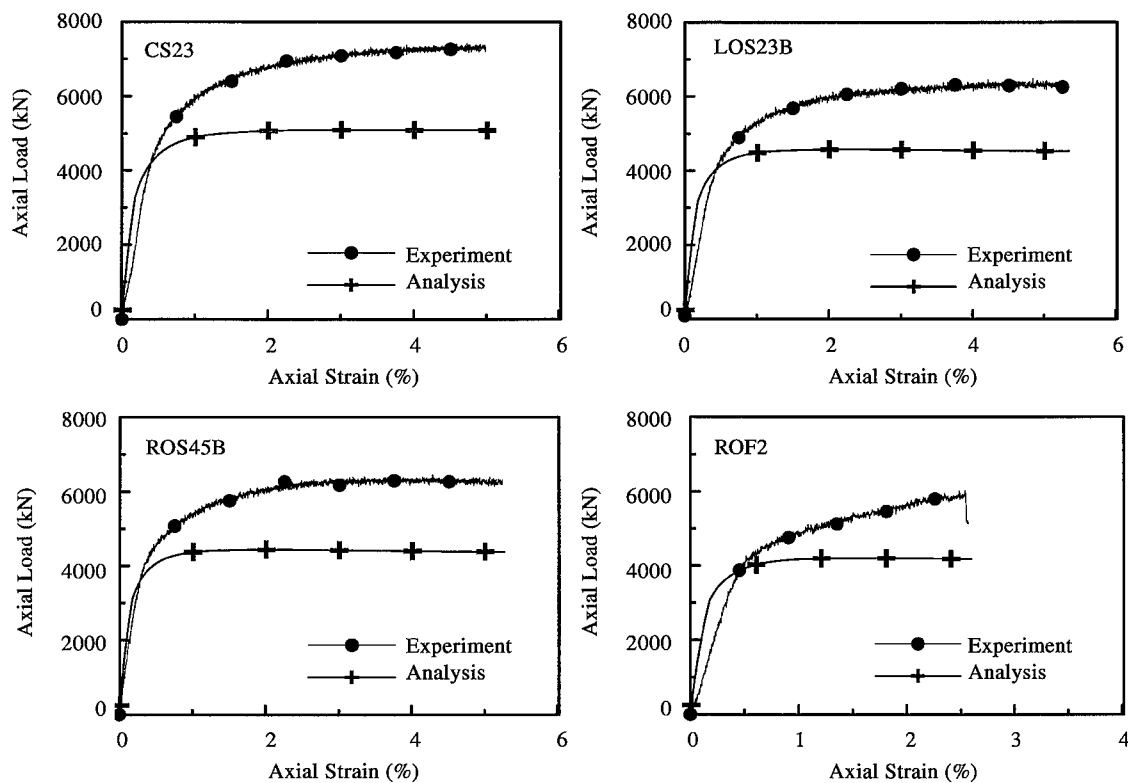 8000
CS23
6000
Axial Load (kN)
4000
2000
Experiment
Analysis
0
0 2 4 6
Axial Strain (%)
8000
LOS23B
6000
Axial Load (kN)
4000
2000
Experiment
Analysis
0
0 2 4 6
Axial Strain (%)
8000
ROS45B
6000
Axial Load (kN)
4000
2000
Experiment
Analysis
0
0 2 4 6
Axial Strain (%)
8000
ROF2
6000
Axial Load (kN)
4000
2000
Experiment
Analysis
0
0 1 2 3 4
Axial Strain (%)